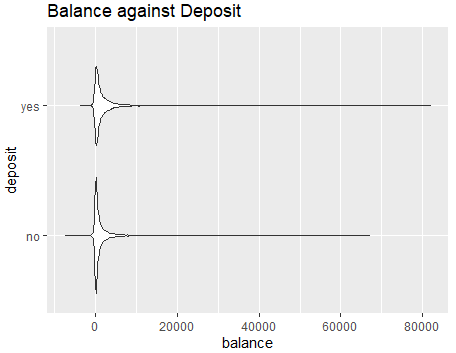 Balance against Deposit
deposit
yes
no
0 20000 40000 60000 80000
balance